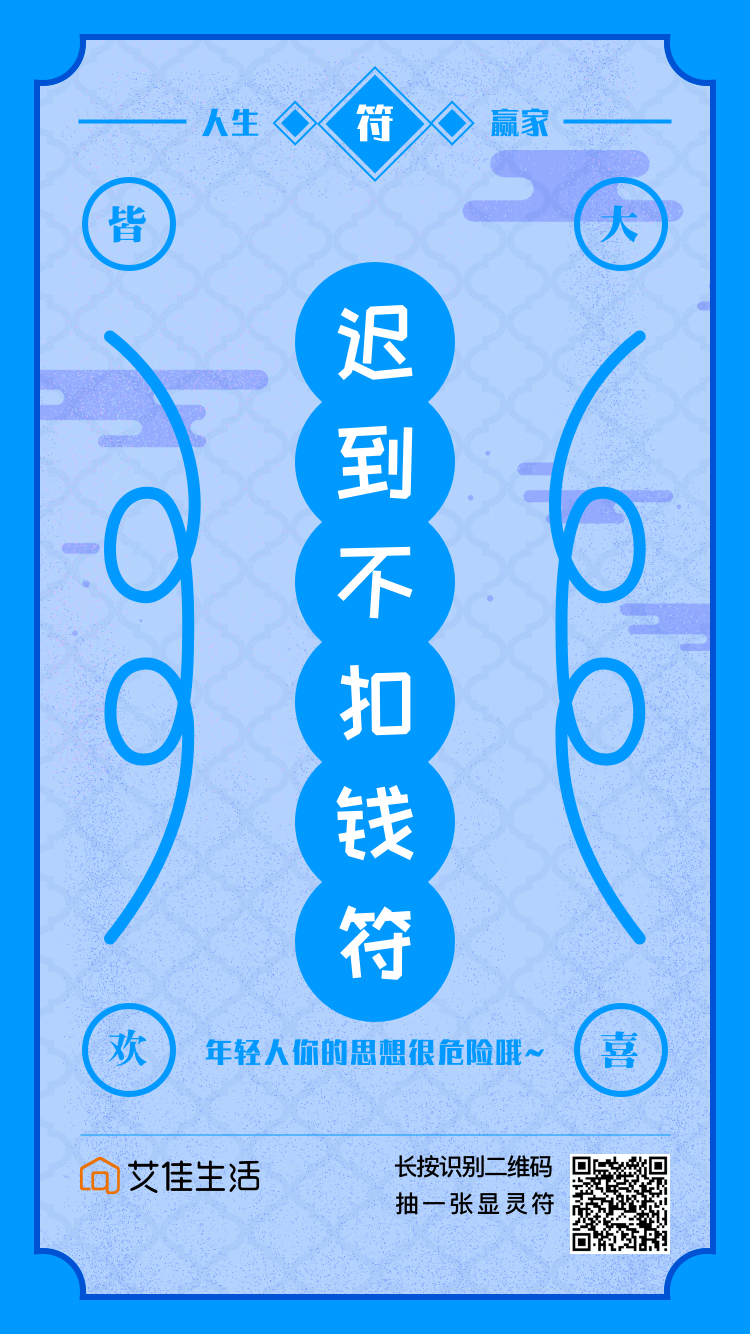 人生 符 赢家
皆 大
迟到不扣钱符
欢 喜
年轻人你的思想很危险哦~
艾佳生活
长按识别二维码
抽一张显灵符